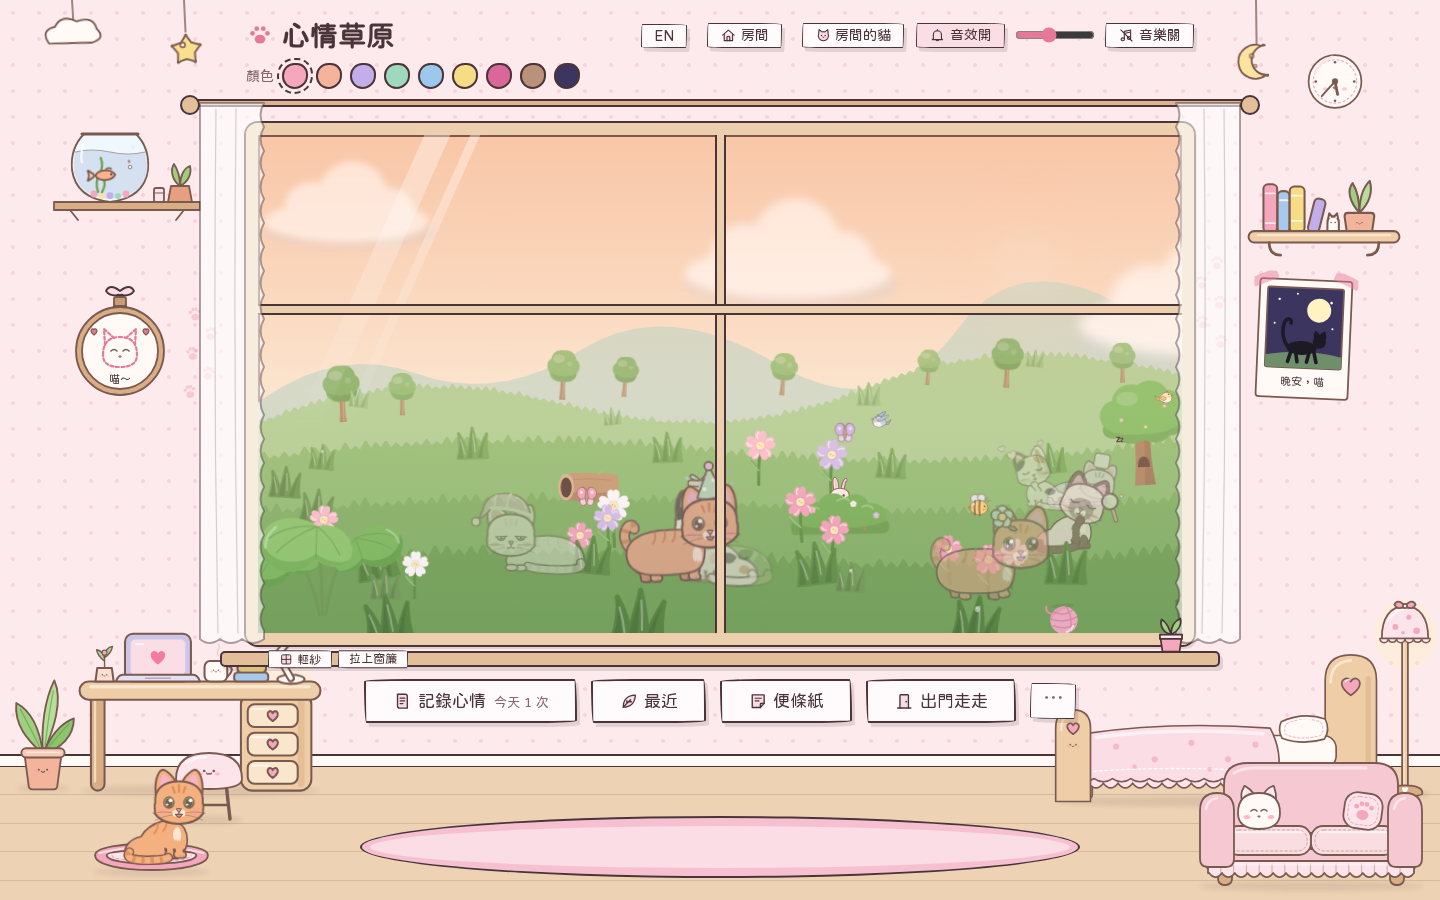 心情草原
EN
房間
房間的貓
音效開
音樂關
顏色
喵～
晚安，喵
zz
輕紗
拉上窗簾
記錄心情 今天 1 次
最近
便條紙
出門走走
...